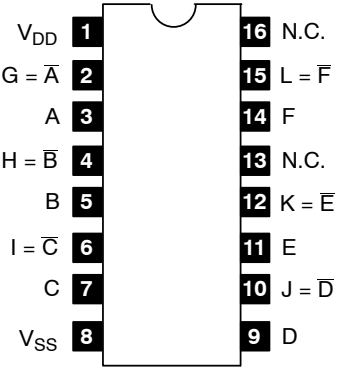 V_DD 1 16 N.C.
G = A̅ 2 15 L = F̅
A 3 14 F
H = B̅ 4 13 N.C.
B 5 12 K = E̅
I = C̅ 6 11 E
C 7 10 J = D̅
V_SS 8 9 D